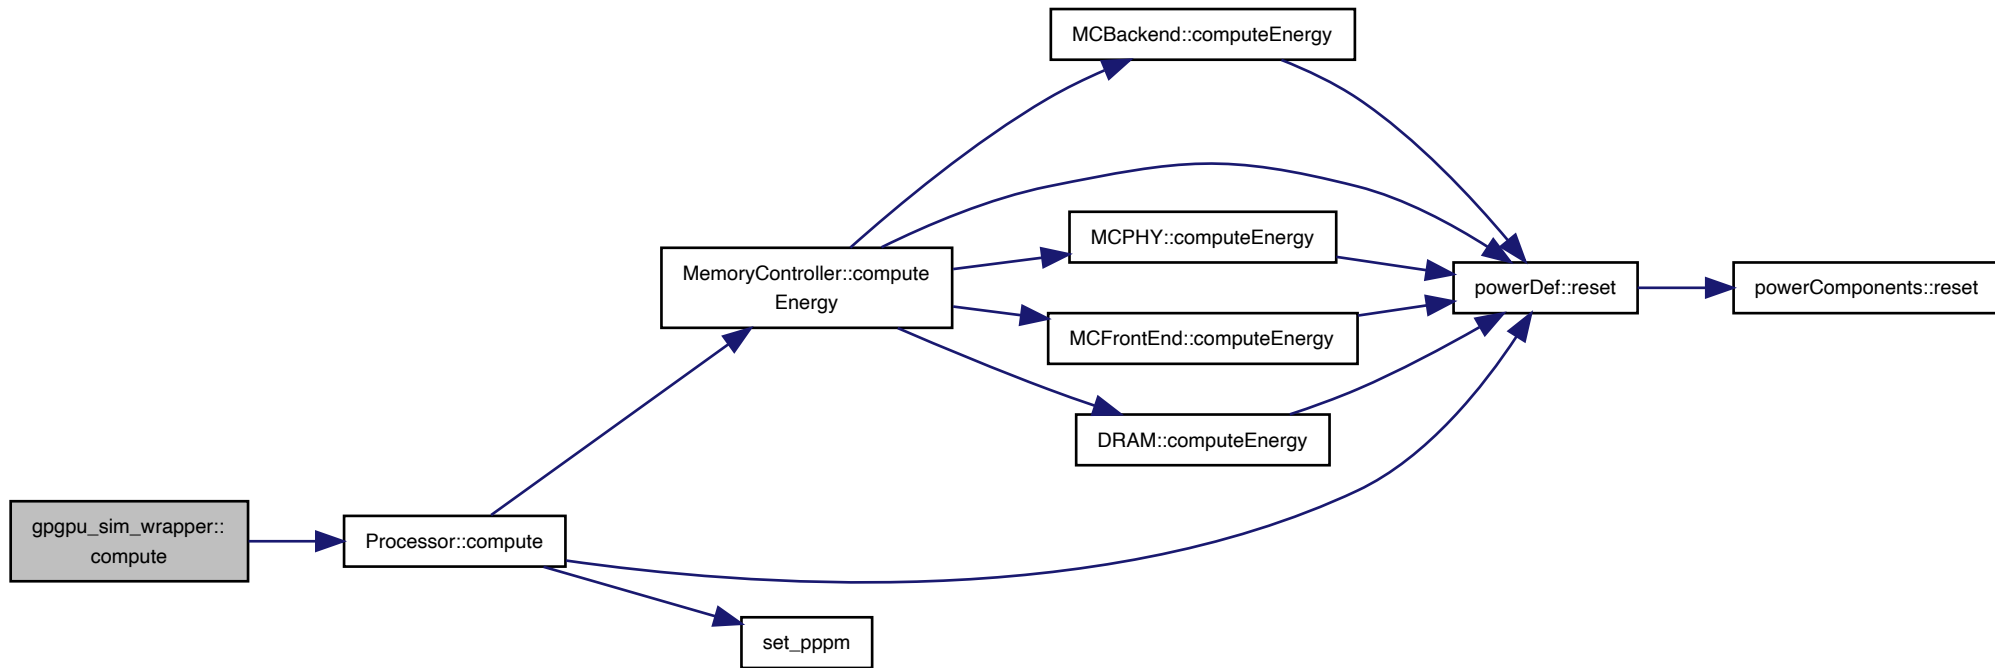 MCBackend::computeEnergy
MCPHY::computeEnergy
MemoryController::compute
Energy
powerDef::reset
powerComponents::reset
MCFrontEnd::computeEnergy
DRAM::computeEnergy
gpgpu_sim_wrapper::
compute
Processor::compute
set_pppm